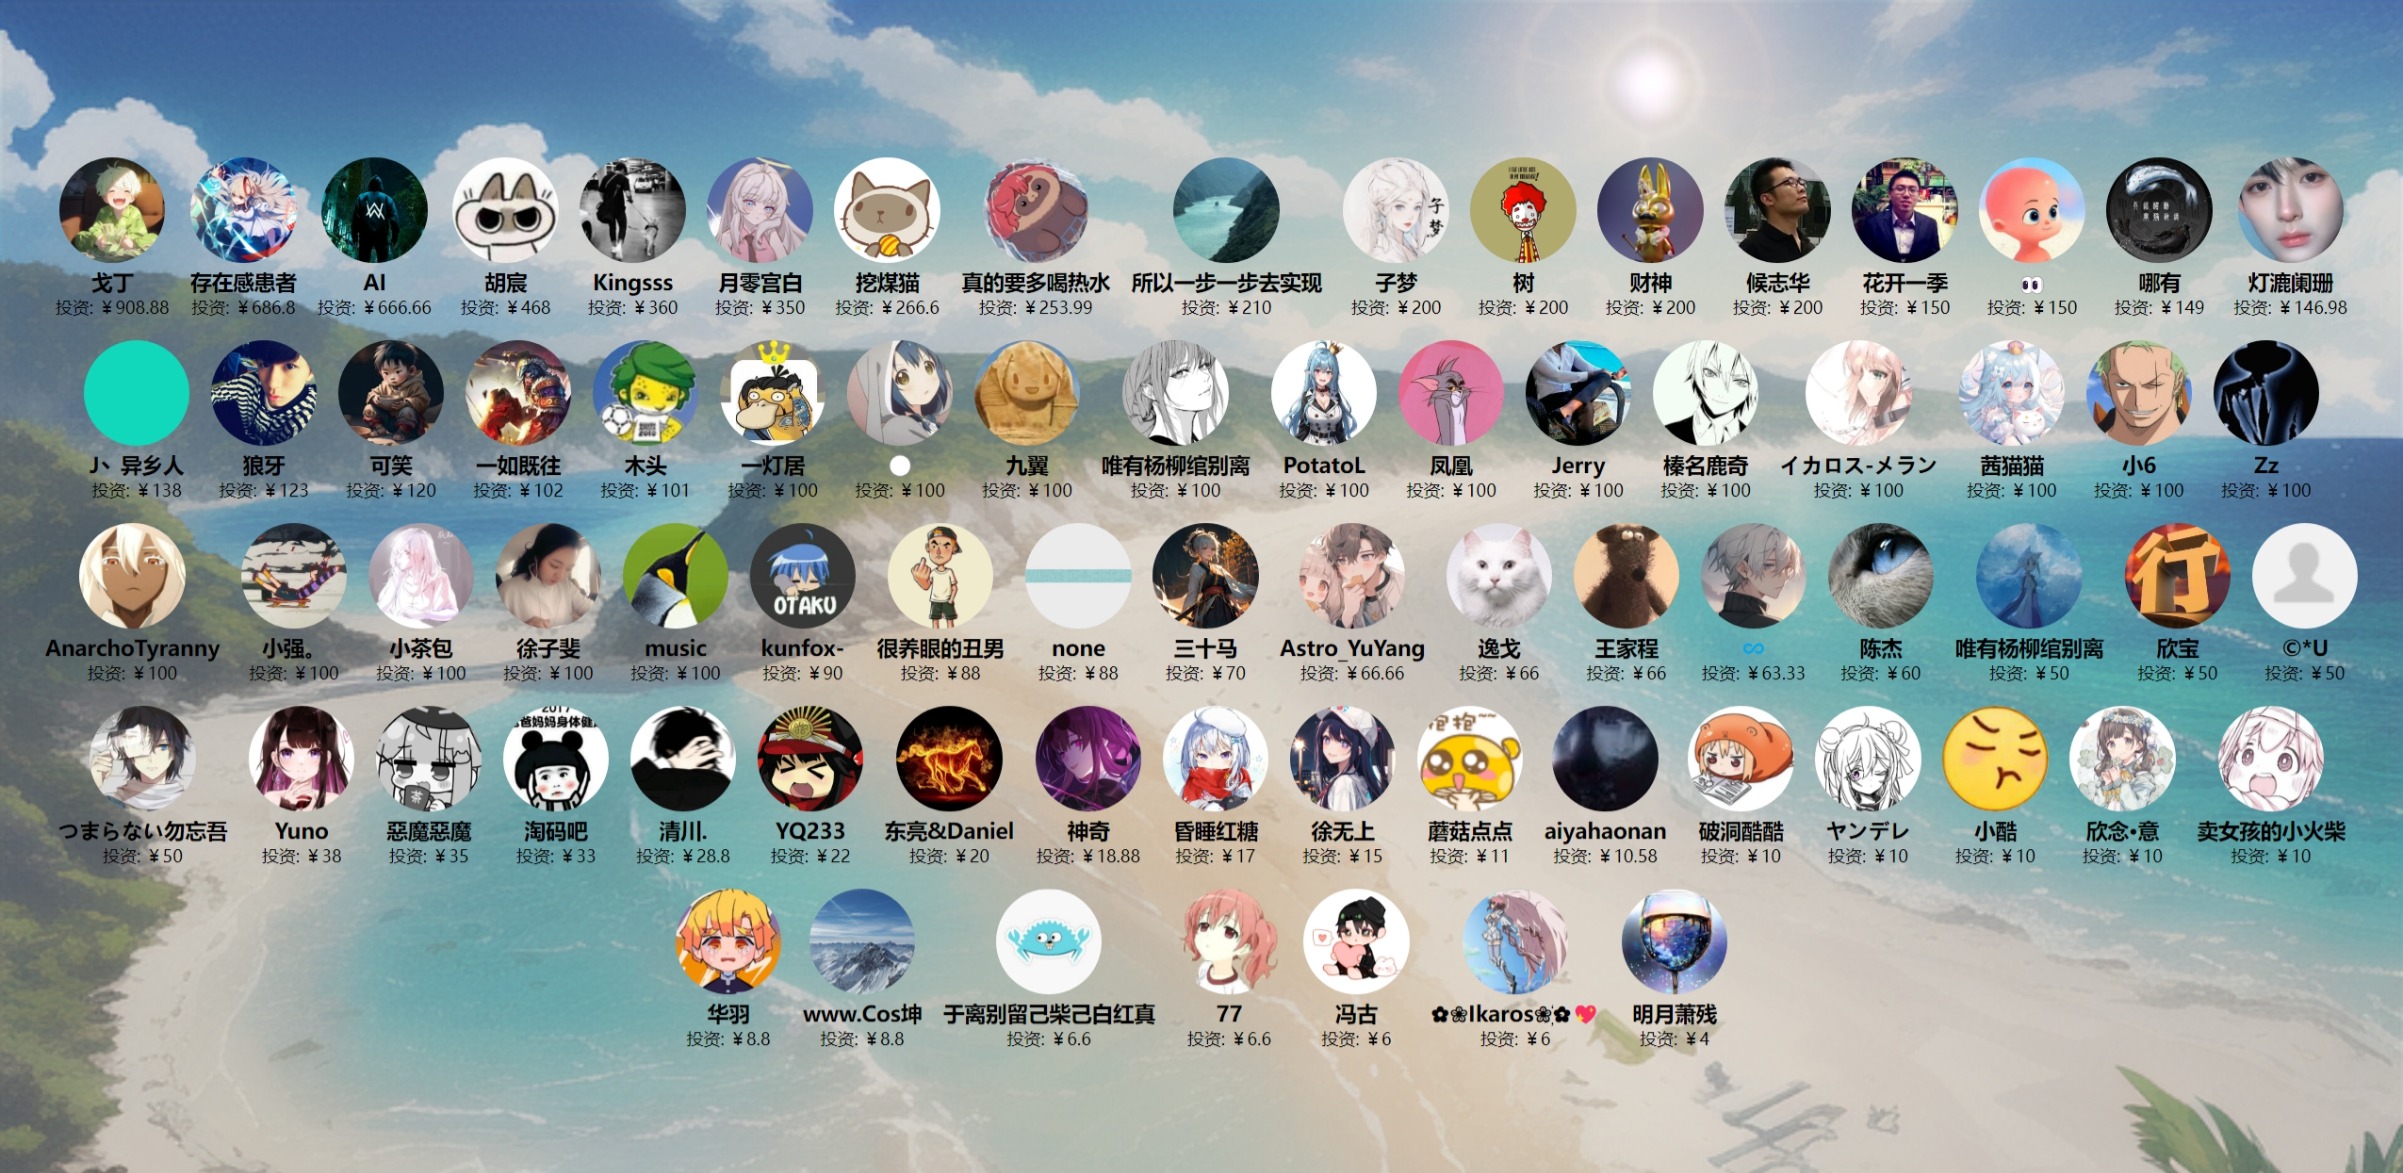 戈丁 存在感患者 AI 胡宸 Kingsss 月零宫白 挖煤猫 真的要多喝热水 所以一步一步去实现 子梦 树 财神 候志华 花开一季 👀 哪有 灯漉阑珊
投资: ¥908.88 投资: ¥686.8 投资: ¥666.66 投资: ¥468 投资: ¥360 投资: ¥350 投资: ¥266.6 投资: ¥253.99 投资: ¥210 投资: ¥200 投资: ¥200 投资: ¥200 投资: ¥200 投资: ¥150 投资: ¥150 投资: ¥149 投资: ¥146.98
J丶异乡人 狼牙 可笑 一如既往 木头 一灯居 九翼 唯有杨柳绾别离 PotatoL 凤凰 Jerry 榛名鹿奇 イカロス-メラン 茜猫猫 小6 Zz
投资: ¥138 投资: ¥123 投资: ¥120 投资: ¥102 投资: ¥101 投资: ¥100 投资: ¥100 投资: ¥100 投资: ¥100 投资: ¥100 投资: ¥100 投资: ¥100 投资: ¥100 投资: ¥100 投资: ¥100 投资: ¥100 投资: ¥100
OTAKU 行
AnarchoTyranny 小强。 小茶包 徐子斐 music kunfox- 很养眼的丑男 none 三十马 Astro_YuYang 逸戈 王家程 ∞ 陈杰 唯有杨柳绾别离 欣宝 ©*U
投资: ¥100 投资: ¥100 投资: ¥100 投资: ¥100 投资: ¥100 投资: ¥90 投资: ¥88 投资: ¥88 投资: ¥70 投资: ¥66.66 投资: ¥66 投资: ¥66 投资: ¥63.33 投资: ¥60 投资: ¥50 投资: ¥50 投资: ¥50
つまらない勿忘吾 Yuno 惡魔惡魔 淘码吧 清川. YQ233 东亮&Daniel 神奇 昏睡红糖 徐无上 蘑菇点点 aiyahaonan 破洞酷酷 ヤンデレ 小酷 欣念•意 卖女孩的小火柴
投资: ¥50 投资: ¥38 投资: ¥35 投资: ¥33 投资: ¥28.8 投资: ¥22 投资: ¥20 投资: ¥18.88 投资: ¥17 投资: ¥15 投资: ¥11 投资: ¥10.58 投资: ¥10 投资: ¥10 投资: ¥10 投资: ¥10 投资: ¥10
华羽 www.Cos坤 于离别留己柴己白红真 77 冯古 ✿❀Ikaros❀✿💖 明月萧残
投资: ¥8.8 投资: ¥8.8 投资: ¥6.6 投资: ¥6.6 投资: ¥6 投资: ¥6 投资: ¥4